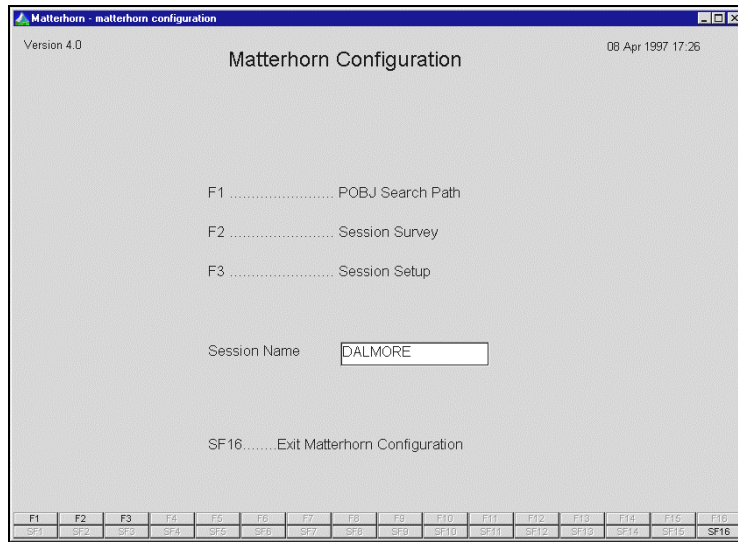 Matterhorn - matterhorn configuration
Version 4.0
Matterhorn Configuration
08 Apr 1997 17:26
F1 ........................ POBJ Search Path
F2 ........................ Session Survey
F3 ........................ Session Setup
Session Name DALMORE
SF16........Exit Matterhorn Configuration
F1 F2 F3 F4 F5 F6 F7 F8 F9 F10 F11 F12 F13 F14 F15 F16
SF1 SF2 SF3 SF4 SF5 SF6 SF7 SF8 SF9 SF10 SF11 SF12 SF13 SF14 SF15 SF16